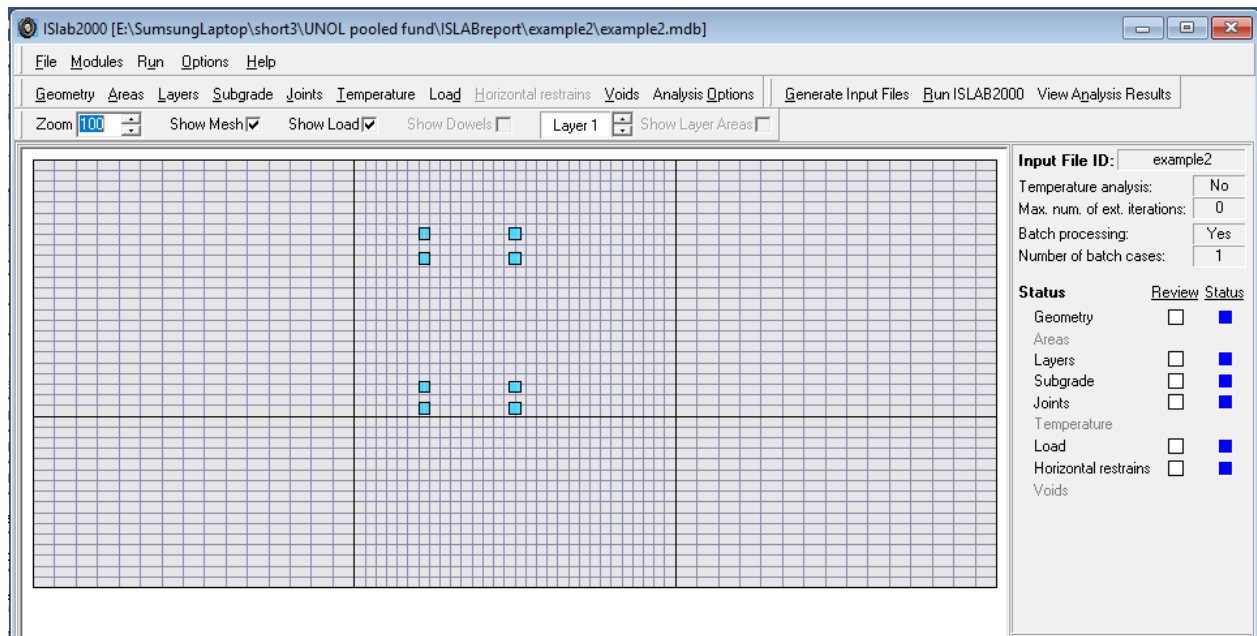 ISlab2000 [E:\SumsungLaptop\short3\UNOL pooled fund\ISLABreport\example2\example2.mdb]
File Modules Run Options Help
Geometry Areas Layers Subgrade Joints Temperature Load Horizontal restrains Voids Analysis Options Generate Input Files Run ISLAB2000 View Analysis Results
Zoom 100 Show Mesh Show Load Show Dowels Layer 1 Show Layer Areas
Input File ID: example2
Temperature analysis: No
Max. num. of ext. iterations: 0
Batch processing: Yes
Number of batch cases: 1
Status Review Status
Geometry
Areas
Layers
Subgrade
Joints
Temperature
Load
Horizontal restrains
Voids